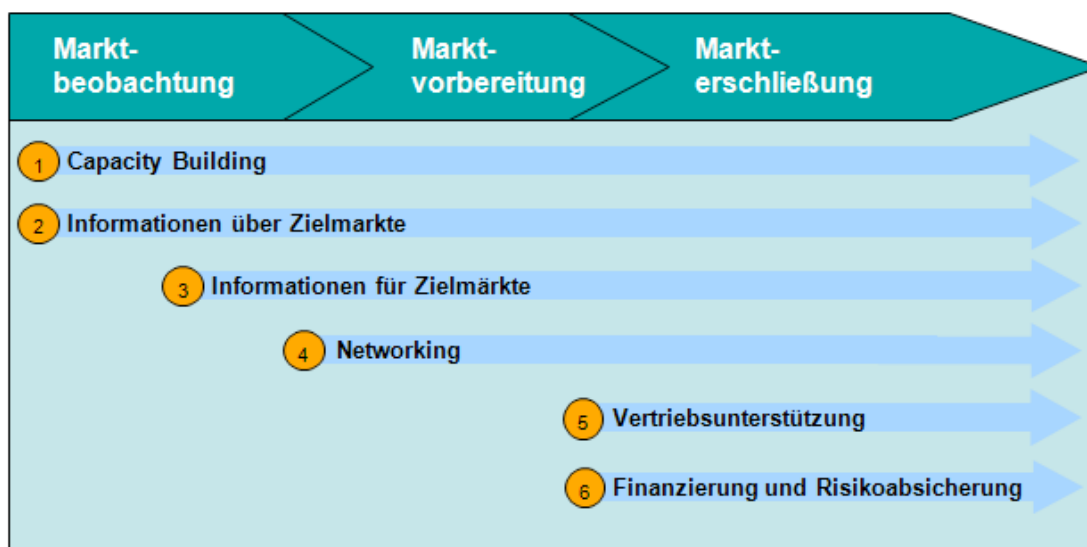 Markt-
beobachtung
Markt-
vorbereitung
Markt-
erschließung
1 Capacity Building
2 Informationen über Zielmarkte
3 Informationen für Zielmärkte
4 Networking
5 Vertriebsunterstützung
6 Finanzierung und Risikoabsicherung